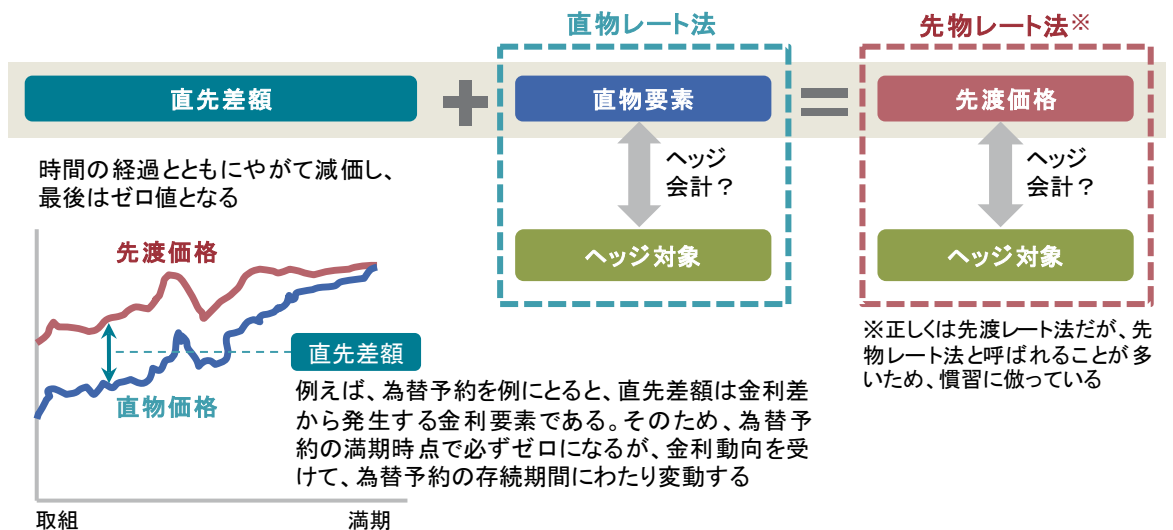 直物レート法
先物レート法※
直先差額
+
直物要素
=
先渡価格
時間の経過とともにやがて減価し、
最後はゼロ値となる
ヘッジ
会計？
ヘッジ
会計？
ヘッジ対象
ヘッジ対象
先渡価格
直物価格
直先差額
※正しくは先渡レート法だが、先
物レート法と呼ばれることが多
いため、慣習に倣っている
例えば、為替予約を例にとると、直先差額は金利差
から発生する金利要素である。そのため、為替予
約の満期時点で必ずゼロになるが、金利動向を受
けて、為替予約の存続期間にわたり変動する
取組
満期